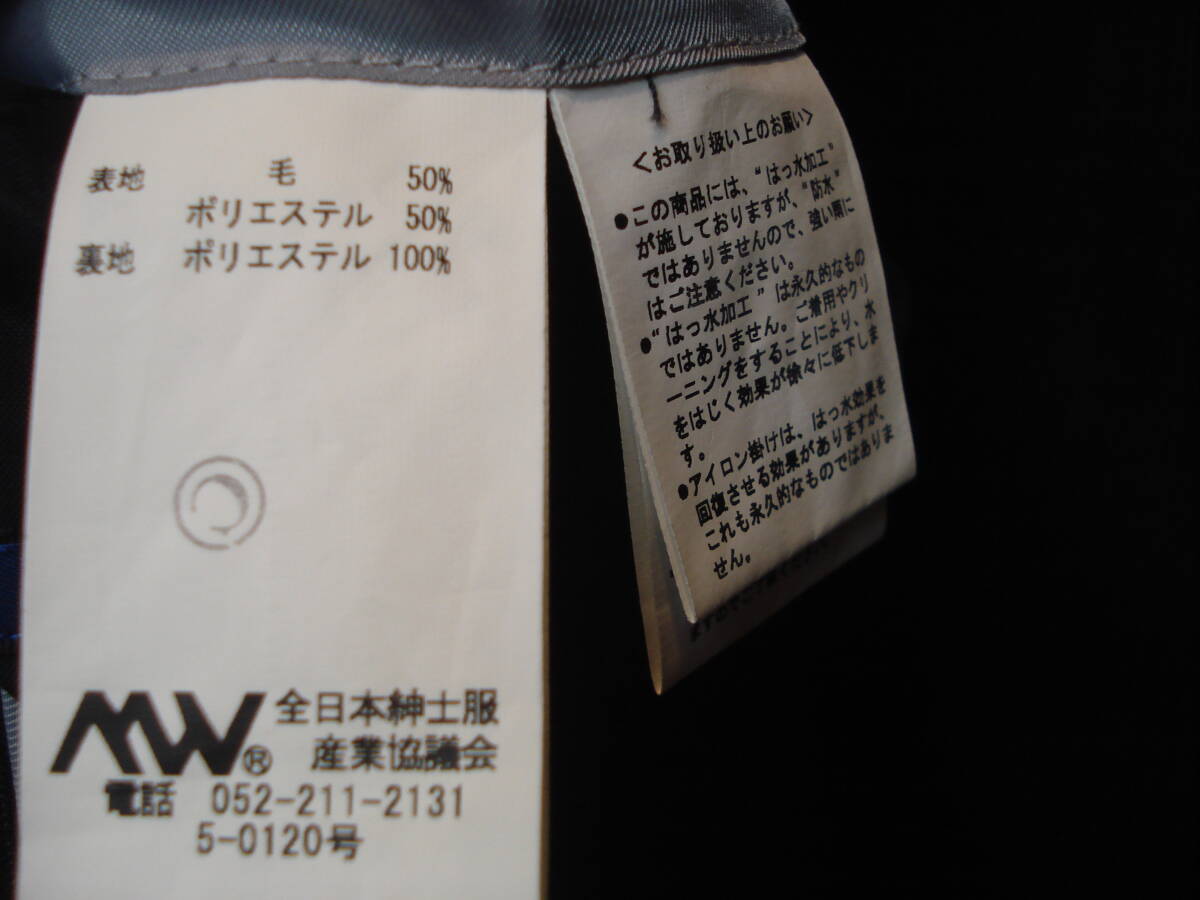 表地 毛 50%
ポリエステル 50%
裏地 ポリエステル 100%
MW® 全日本紳士服
産業協議会
電話 052-211-2131
5-0120号
<お取り扱い上のお願い>
●この商品には、“はっ水加工”
が施しておりますが、“防水”
ではありませんので、強い雨に
はご注意ください。
●“はっ水加工”は永久的なもの
ではありません。ご着用やクリ
ーニングをすることにより、水
をはじく効果が徐々に低下しま
す。
●アイロン掛けは、はっ水効果を
回復させる効果がありますが、
これも永久的なものではありま
せん。